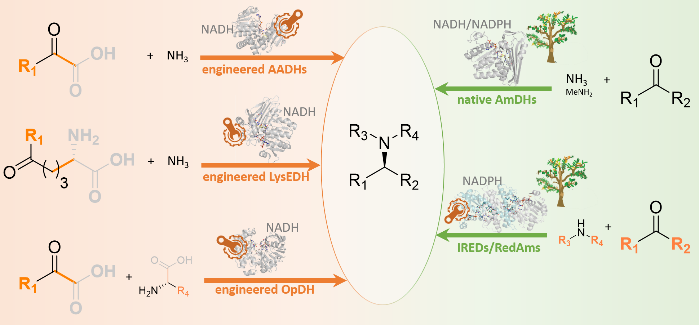 O
OH
R1
O
+ NH3
NADH
engineered AADHs
R1
NH2
O
OH
3
O
+ NH3
NADH
engineered LysEDH
O
OH
R1
O
+
O
OH
H2N
R4
NADH
engineered OpDH
R3 R4
N
R1 R2
NADH/NADPH
native AmDHs
NH3
MeNH2
+
O
R1 R2
NADPH
IREDs/RedAms
H
N
R3 R4
+
O
R1 R2